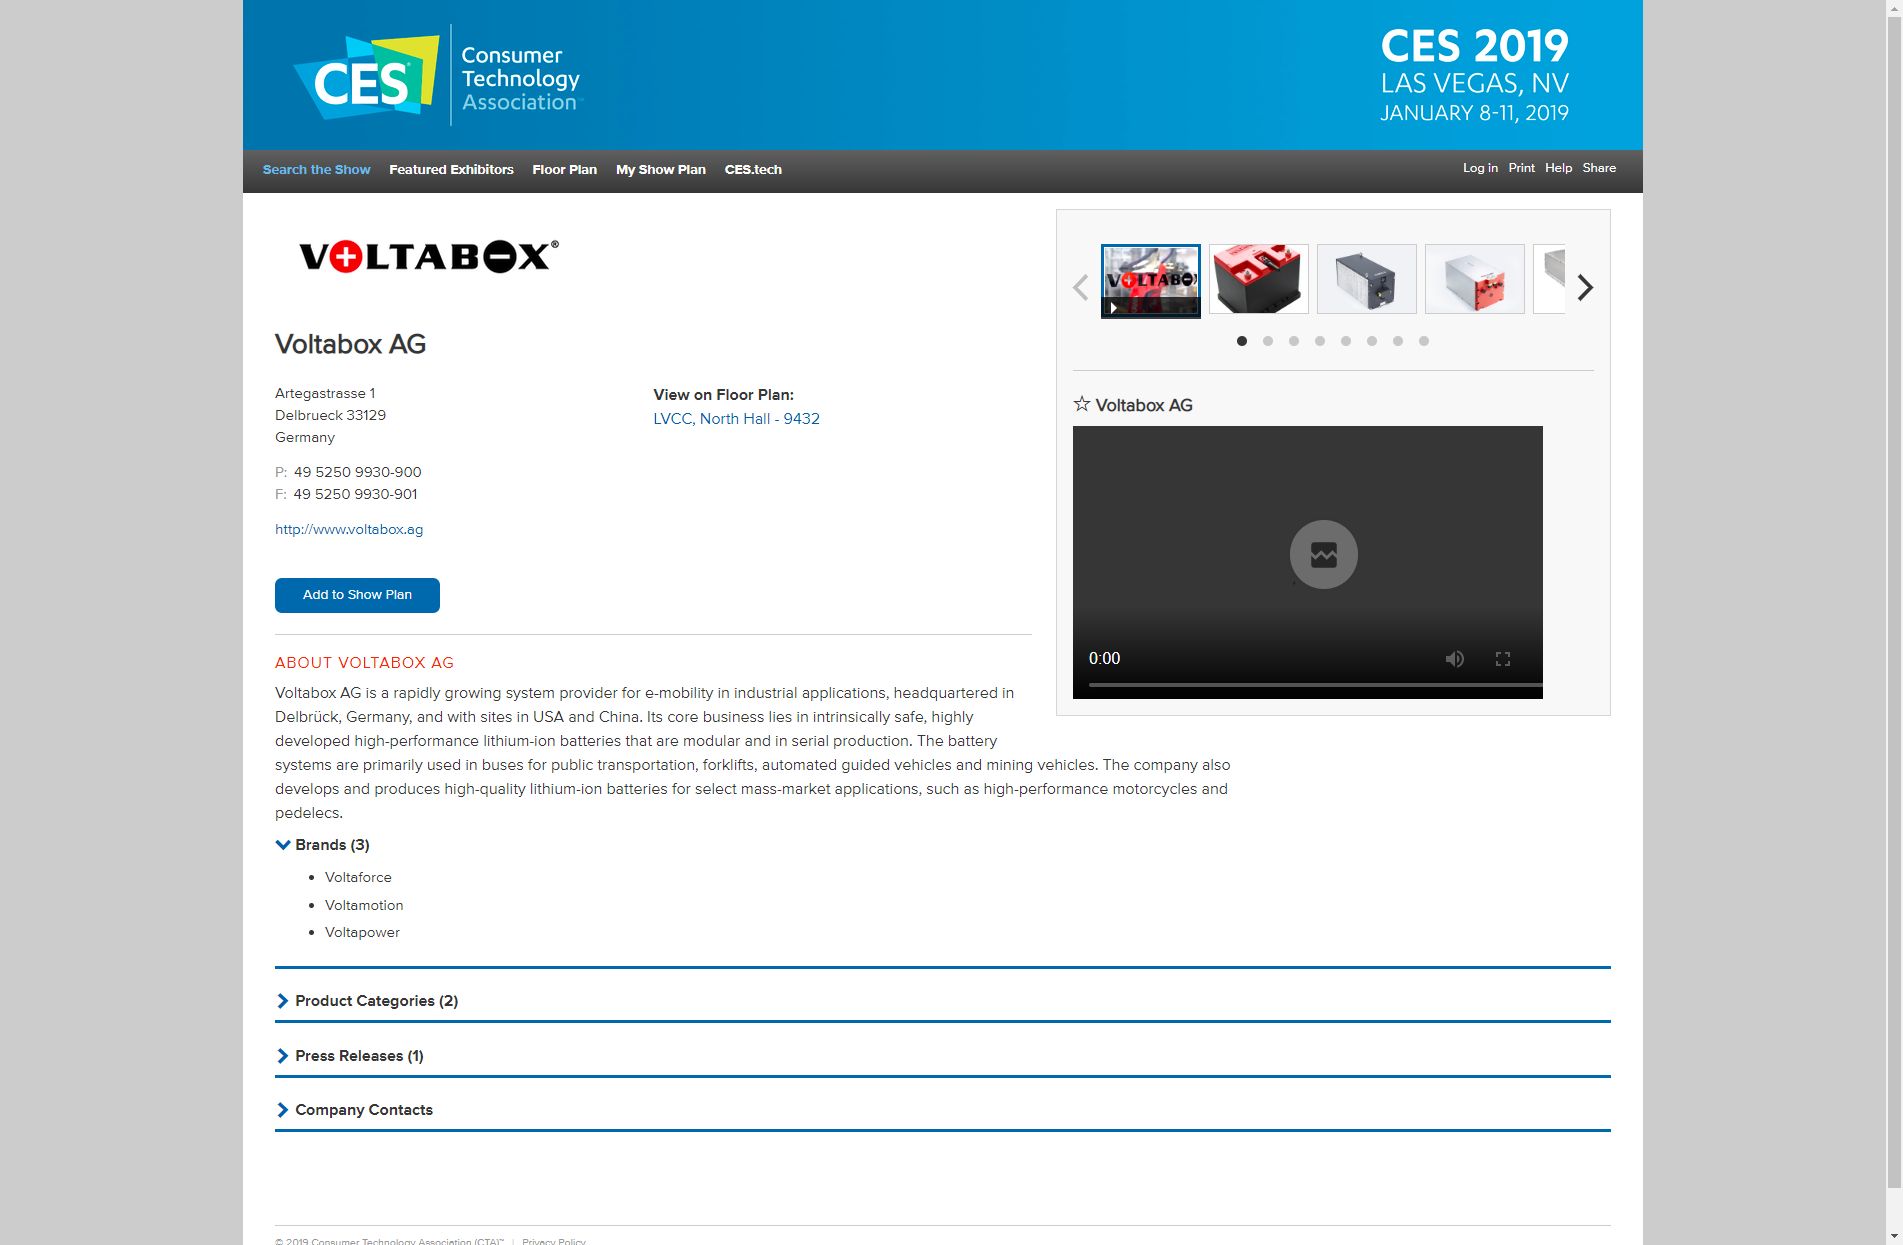 CES
Consumer
Technology
Association
CES 2019
LAS VEGAS, NV
JANUARY 8-11, 2019
Search the Show Featured Exhibitors Floor Plan My Show Plan CES.tech
Log in Print Help Share
VOLTABOX®
Voltabox AG
Artegastrasse 1
Delbrueck 33129
Germany
P: 49 5250 9930-900
F: 49 5250 9930-901
http://www.voltabox.ag
View on Floor Plan:
LVCC, North Hall - 9432
Add to Show Plan
VOLTABOX
Voltabox AG
0:00
ABOUT VOLTABOX AG
Voltabox AG is a rapidly growing system provider for e-mobility in industrial applications, headquartered in
Delbrück, Germany, and with sites in USA and China. Its core business lies in intrinsically safe, highly
developed high-performance lithium-ion batteries that are modular and in serial production. The battery
systems are primarily used in buses for public transportation, forklifts, automated guided vehicles and mining vehicles. The company also
develops and produces high-quality lithium-ion batteries for select mass-market applications, such as high-performance motorcycles and
pedelecs.
Brands (3)
• Voltaforce
• Voltamotion
• Voltapower
Product Categories (2)
Press Releases (1)
Company Contacts
© 2019 Consumer Technology Association (CTA)™ | Privacy Policy